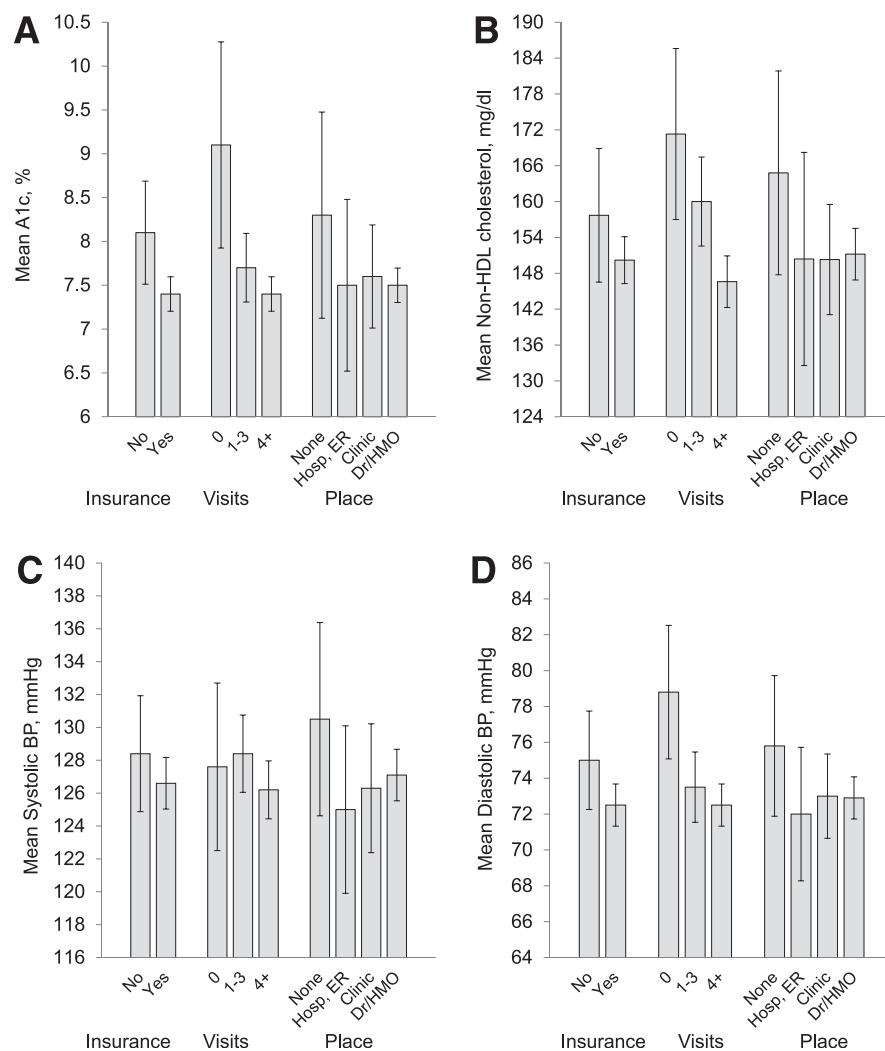 A
Mean A1c, %
10.5
10
9.5
9
8.5
8
7.5
7
6.5
6
No
Yes
0
1-3
4+
None
Hosp, ER
Clinic
Dr/HMO
Insurance Visits Place
B
Mean Non-HDL cholesterol, mg/dl
190
184
178
172
166
160
154
148
142
136
130
124
No
Yes
0
1-3
4+
None
Hosp, ER
Clinic
Dr/HMO
Insurance Visits Place
C
Mean Systolic BP, mmHg
140
138
136
134
132
130
128
126
124
122
120
118
116
No
Yes
0
1-3
4+
None
Hosp, ER
Clinic
Dr/HMO
Insurance Visits Place
D
Mean Diastolic BP, mmHg
86
84
82
80
78
76
74
72
70
68
66
64
No
Yes
0
1-3
4+
None
Hosp, ER
Clinic
Dr/HMO
Insurance Visits Place